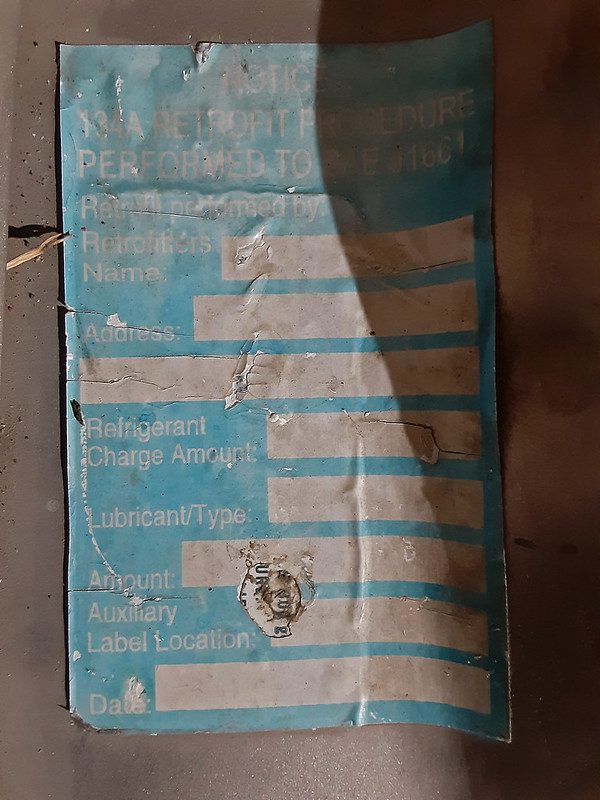 NOTICE
134A RETROFIT PROCEDURE
PERFORMED TO SAE J1661
Retrofit performed by:
Retrofitters
Name:
Address:
Refrigerant
Charge Amount:
Lubricant/Type:
Amount:
Auxiliary
Label Location:
Date: